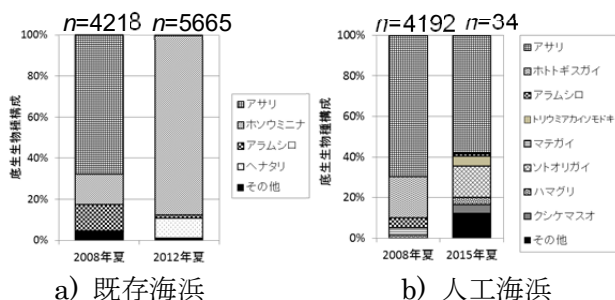 n=4218 n=5665
100%
80%
60%
40%
20%
0%
底生生物種構成
2008年夏 2012年夏
アサリ
ホソウミニナ
アラムシロ
ヘナタリ
その他
a) 既存海浜
n=4192 n=34
100%
80%
60%
40%
20%
0%
底生生物種構成
2008年夏 2015年夏
アサリ
ホトトギスガイ
アラムシロ
トリウミアカイソモドキ
マテガイ
ソトオリガイ
ハマグリ
クシケマスオ
その他
b) 人工海浜